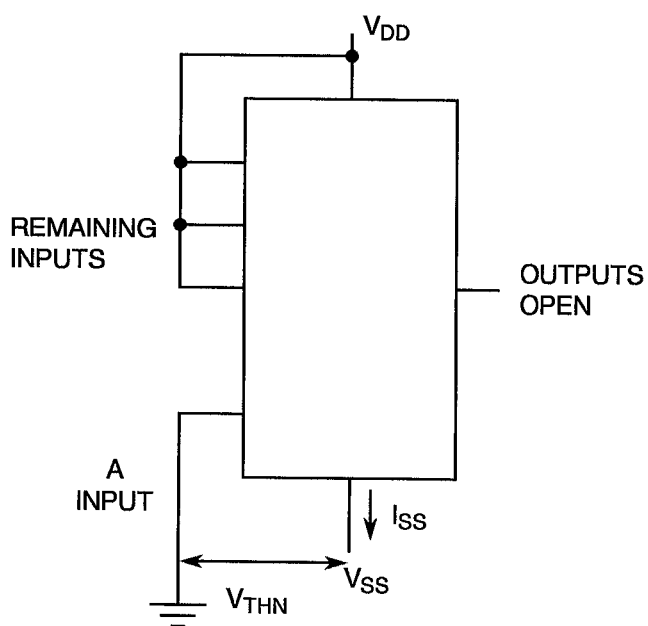 VDD
REMAINING
INPUTS
OUTPUTS
OPEN
A
INPUT
ISS
VSS
VTHN